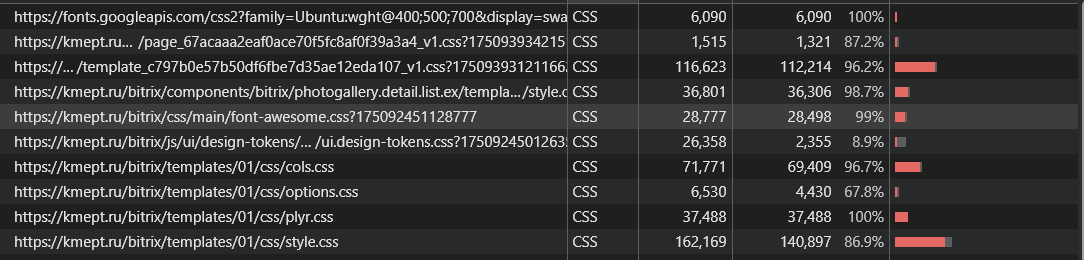 https://fonts.googleapis.com/css2?family=Ubuntu:wght@400;500;700&display=swa CSS 6,090 6,090 100%
https://kmept.ru... /page_67acaaa2eaf0ace70f5fc8af0f39a3a4_v1.css?175093934215 CSS 1,515 1,321 87.2%
https://... /template_c797b0e57b50df6fbe7d35ae12eda107_v1.css?17509393121166 CSS 116,623 112,214 96.2%
https://kmept.ru/bitrix/components/bitrix/photogallery.detail.list.ex/templa.../style.c CSS 36,801 36,306 98.7%
https://kmept.ru/bitrix/css/main/font-awesome.css?175092451128777 CSS 28,777 28,498 99%
https://kmept.ru/bitrix/js/ui/design-tokens/... /ui.design-tokens.css?17509245012635 CSS 26,358 2,355 8.9%
https://kmept.ru/bitrix/templates/01/css/cols.css CSS 71,771 69,409 96.7%
https://kmept.ru/bitrix/templates/01/css/options.css CSS 6,530 4,430 67.8%
https://kmept.ru/bitrix/templates/01/css/plyr.css CSS 37,488 37,488 100%
https://kmept.ru/bitrix/templates/01/css/style.css CSS 162,169 140,897 86.9%